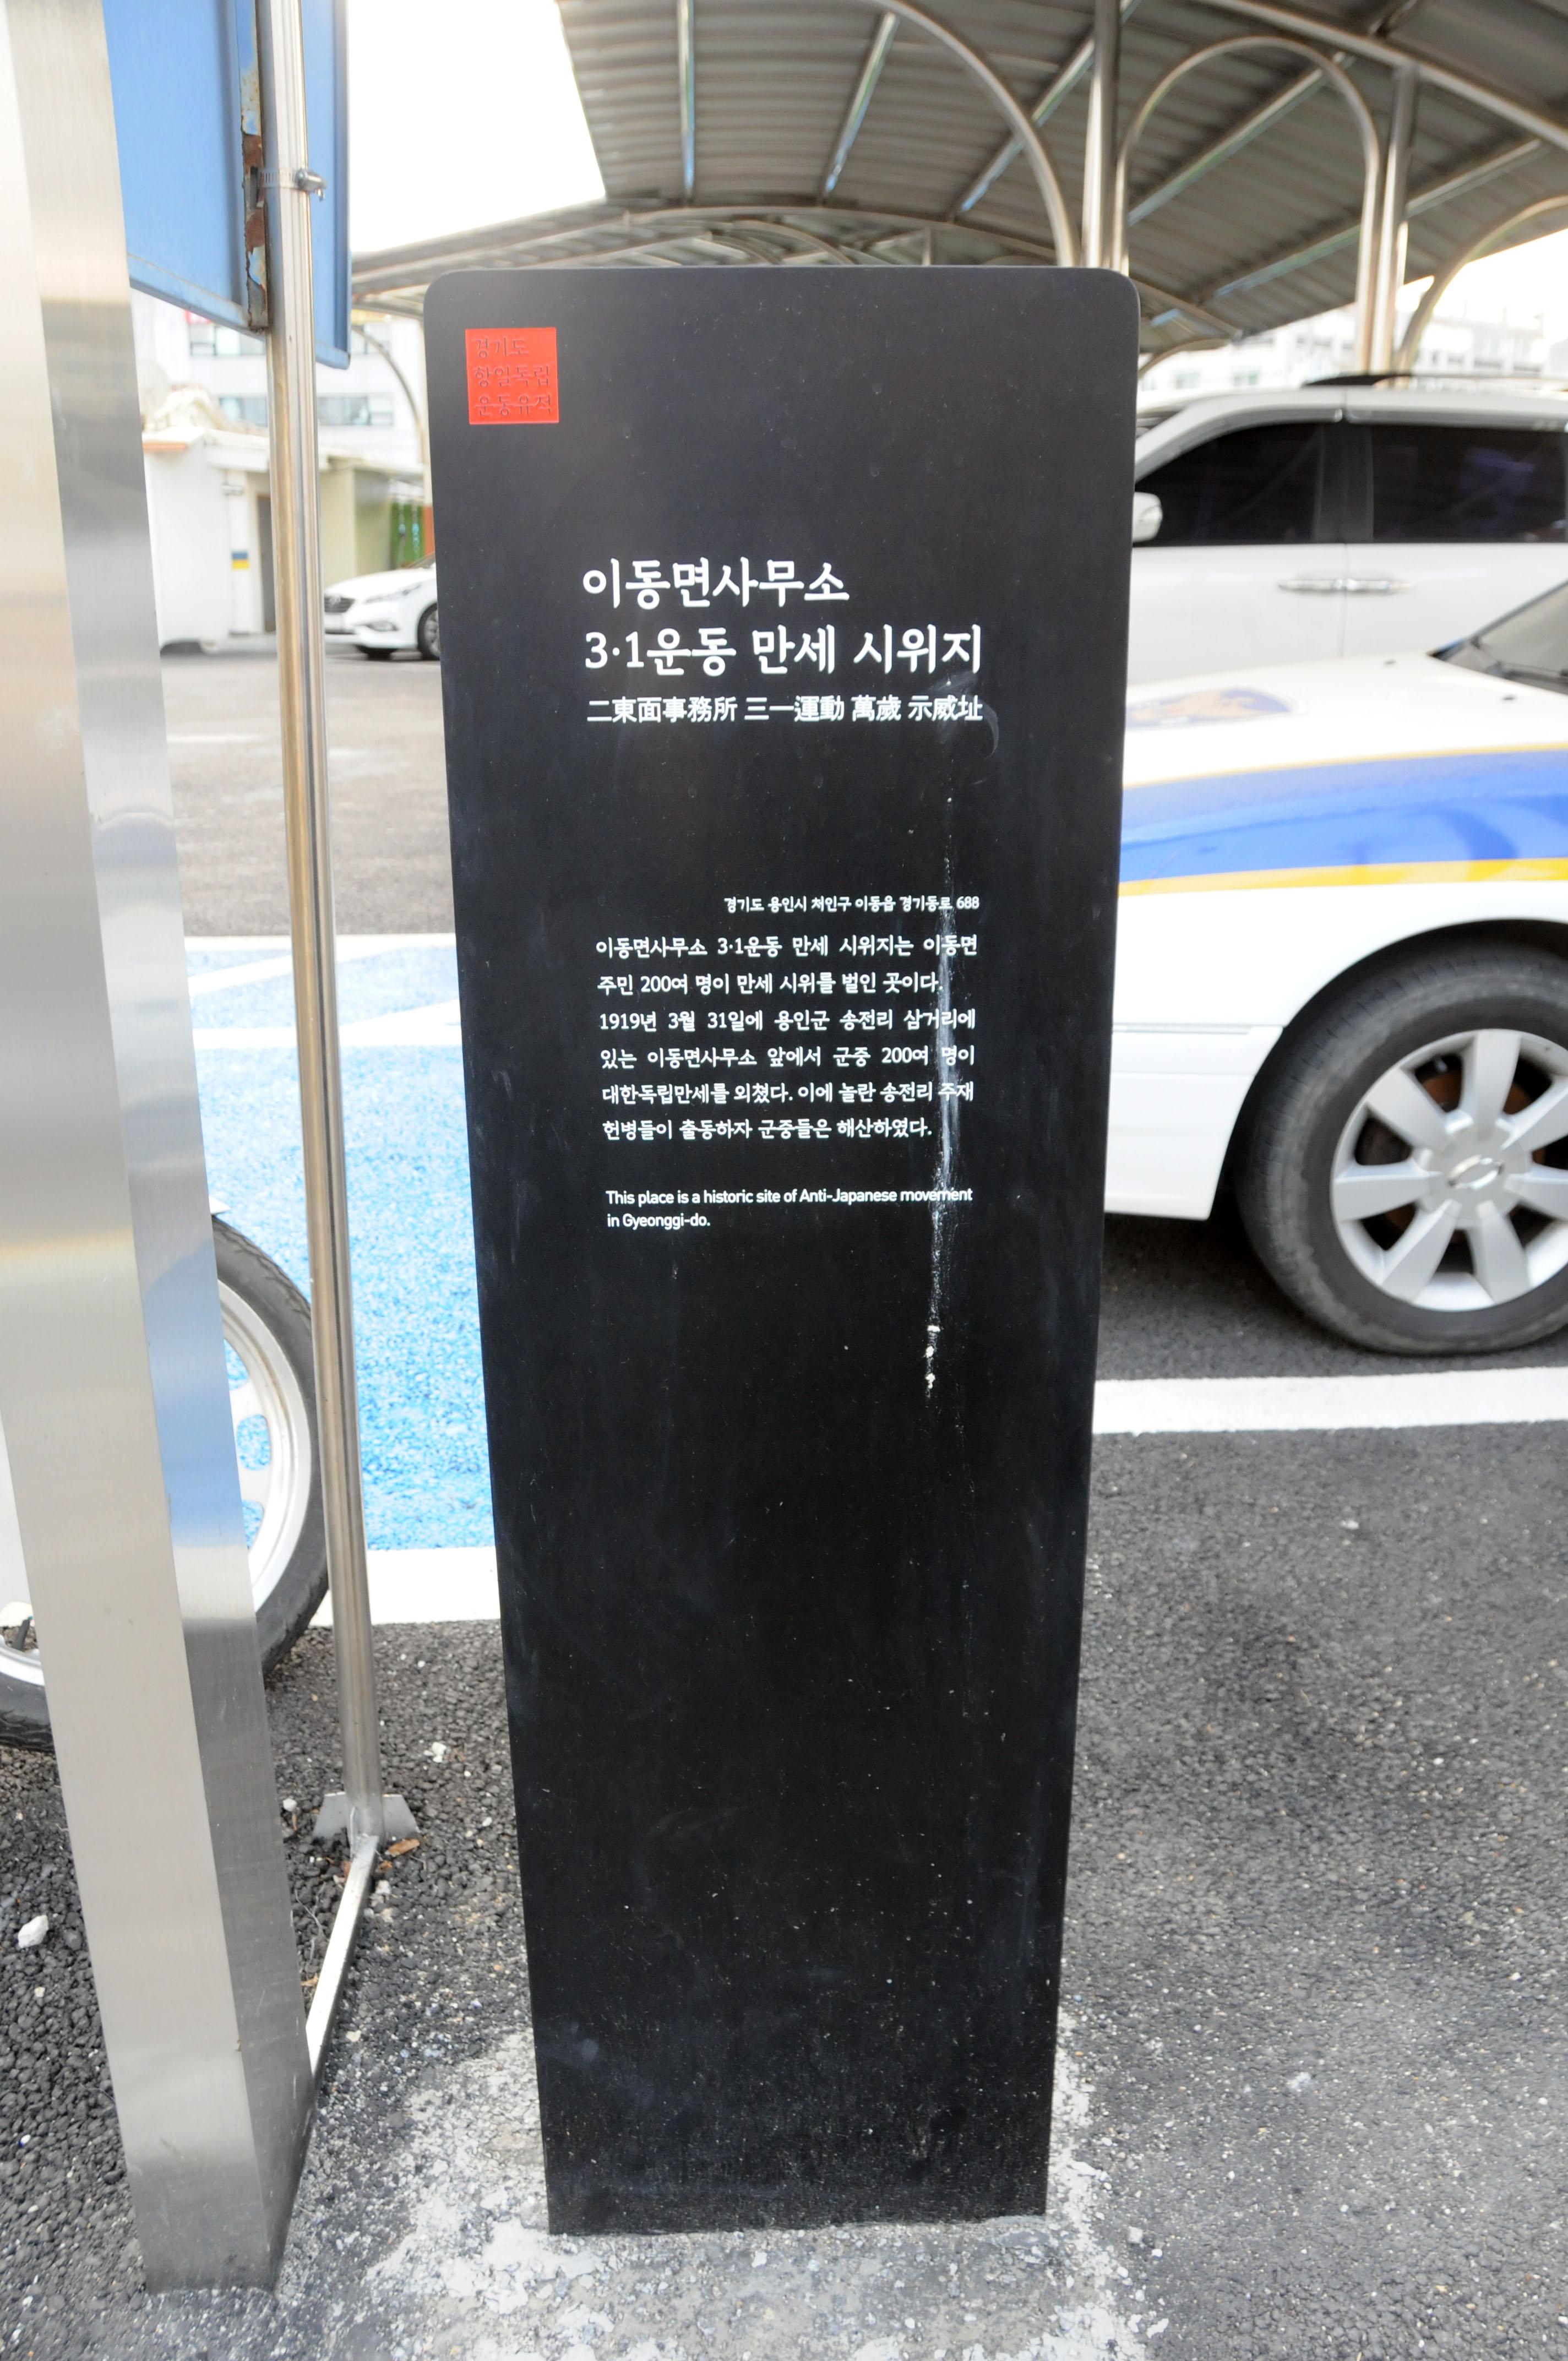 경기도
항일독립
운동유적
이동면사무소
3·1운동 만세 시위지
二東面事務所 三一運動 萬歲 示威址
경기도 용인시 처인구 이동읍 경기동로 688
이동면사무소 3·1운동 만세 시위지는 이동면
주민 200여 명이 만세 시위를 벌인 곳이다.
1919년 3월 31일에 용인군 송전리 삼거리에
있는 이동면사무소 앞에서 군중 200여 명이
대한독립만세를 외쳤다. 이에 놀란 송전리 주재
헌병들이 출동하자 군중들은 해산하였다.
This place is a historic site of Anti-Japanese movement
in Gyeonggi-do.